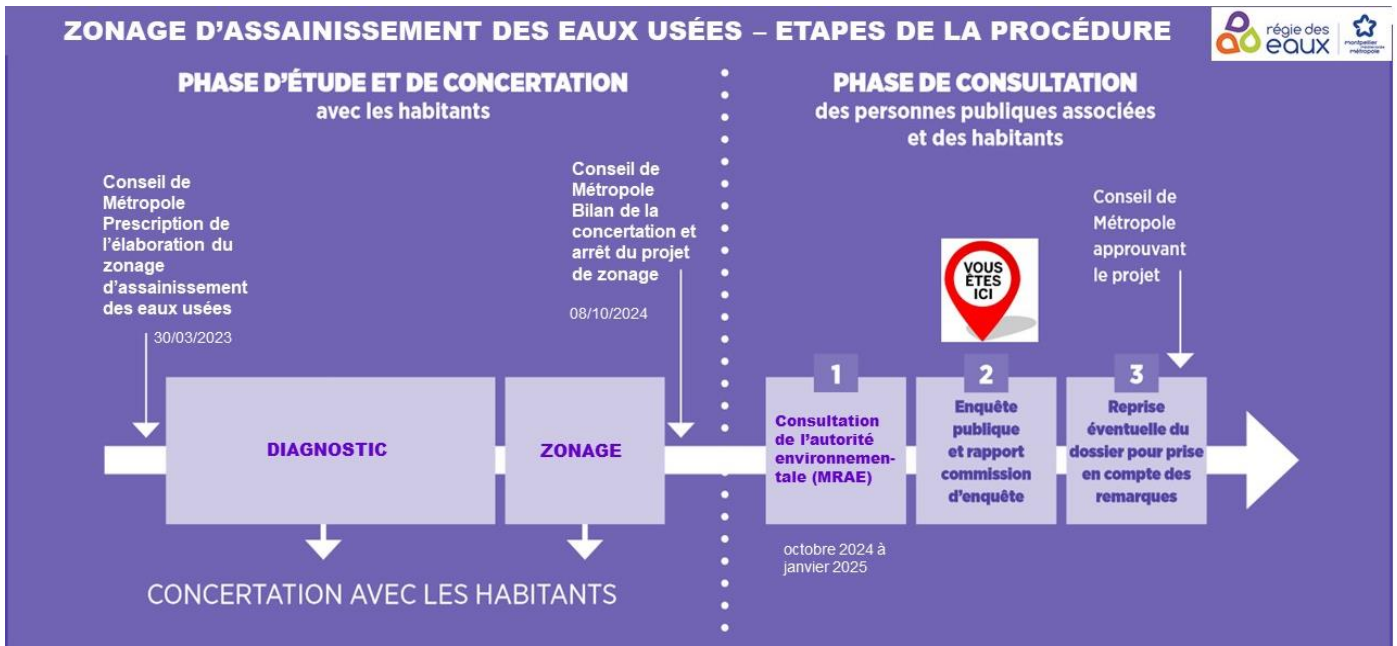 ZONAGE D'ASSAINISSEMENT DES EAUX USÉES – ETAPES DE LA PROCÉDURE
régie des
eaux
montpellier
métropole
PHASE D'ÉTUDE ET DE CONCERTATION
avec les habitants
PHASE DE CONSULTATION
des personnes publiques associées
et des habitants
Conseil de
Métropole
Prescription de
l'élaboration du
zonage
d'assainissement
des eaux usées
30/03/2023
Conseil de
Métropole
Bilan de la
concertation et
arrêt du projet
de zonage
08/10/2024
VOUS
ÊTES
ICI
Conseil de
Métropole
approuvant
le projet
DIAGNOSTIC
ZONAGE
1
Consultation
de l'autorité
environnemen-
tale (MRAE)
2
Enquête
publique
et rapport
commission
d'enquête
3
Reprise
éventuelle du
dossier pour prise
en compte des
remarques
octobre 2024 à
janvier 2025
CONCERTATION AVEC LES HABITANTS